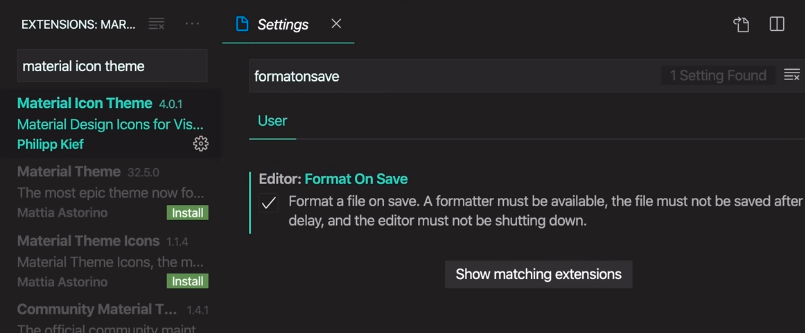 EXTENSIONS: MAR...
material icon theme
Material Icon Theme 4.0.1
Material Design Icons for Vis...
Philipp Kief
Material Theme 32.5.0
The most epic theme now fo...
Mattia Astorino Install
Material Theme Icons 1.1.4
Material Theme Icons, the m...
Mattia Astorino Install
Community Material T... 1.4.1
The official community maint
Settings
formatonsave 1 Setting Found
User
Editor: Format On Save
Format a file on save. A formatter must be available, the file must not be saved after
delay, and the editor must not be shutting down.
Show matching extensions